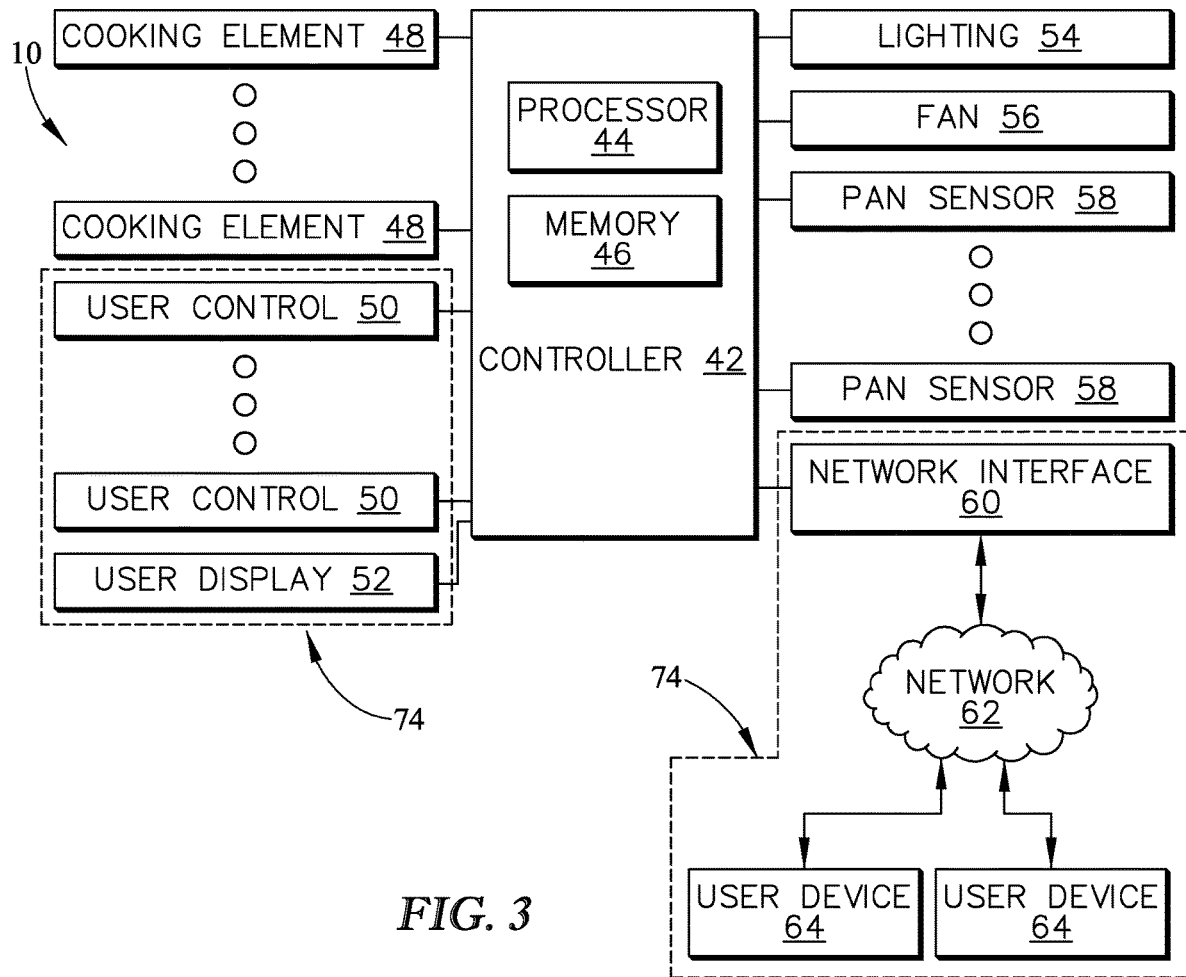 10
COOKING ELEMENT 48
COOKING ELEMENT 48
USER CONTROL 50
USER CONTROL 50
USER DISPLAY 52
74
PROCESSOR
44
MEMORY
46
CONTROLLER 42
LIGHTING 54
FAN 56
PAN SENSOR 58
PAN SENSOR 58
NETWORK INTERFACE
60
NETWORK
62
74
USER DEVICE
64
USER DEVICE
64
FIG. 3